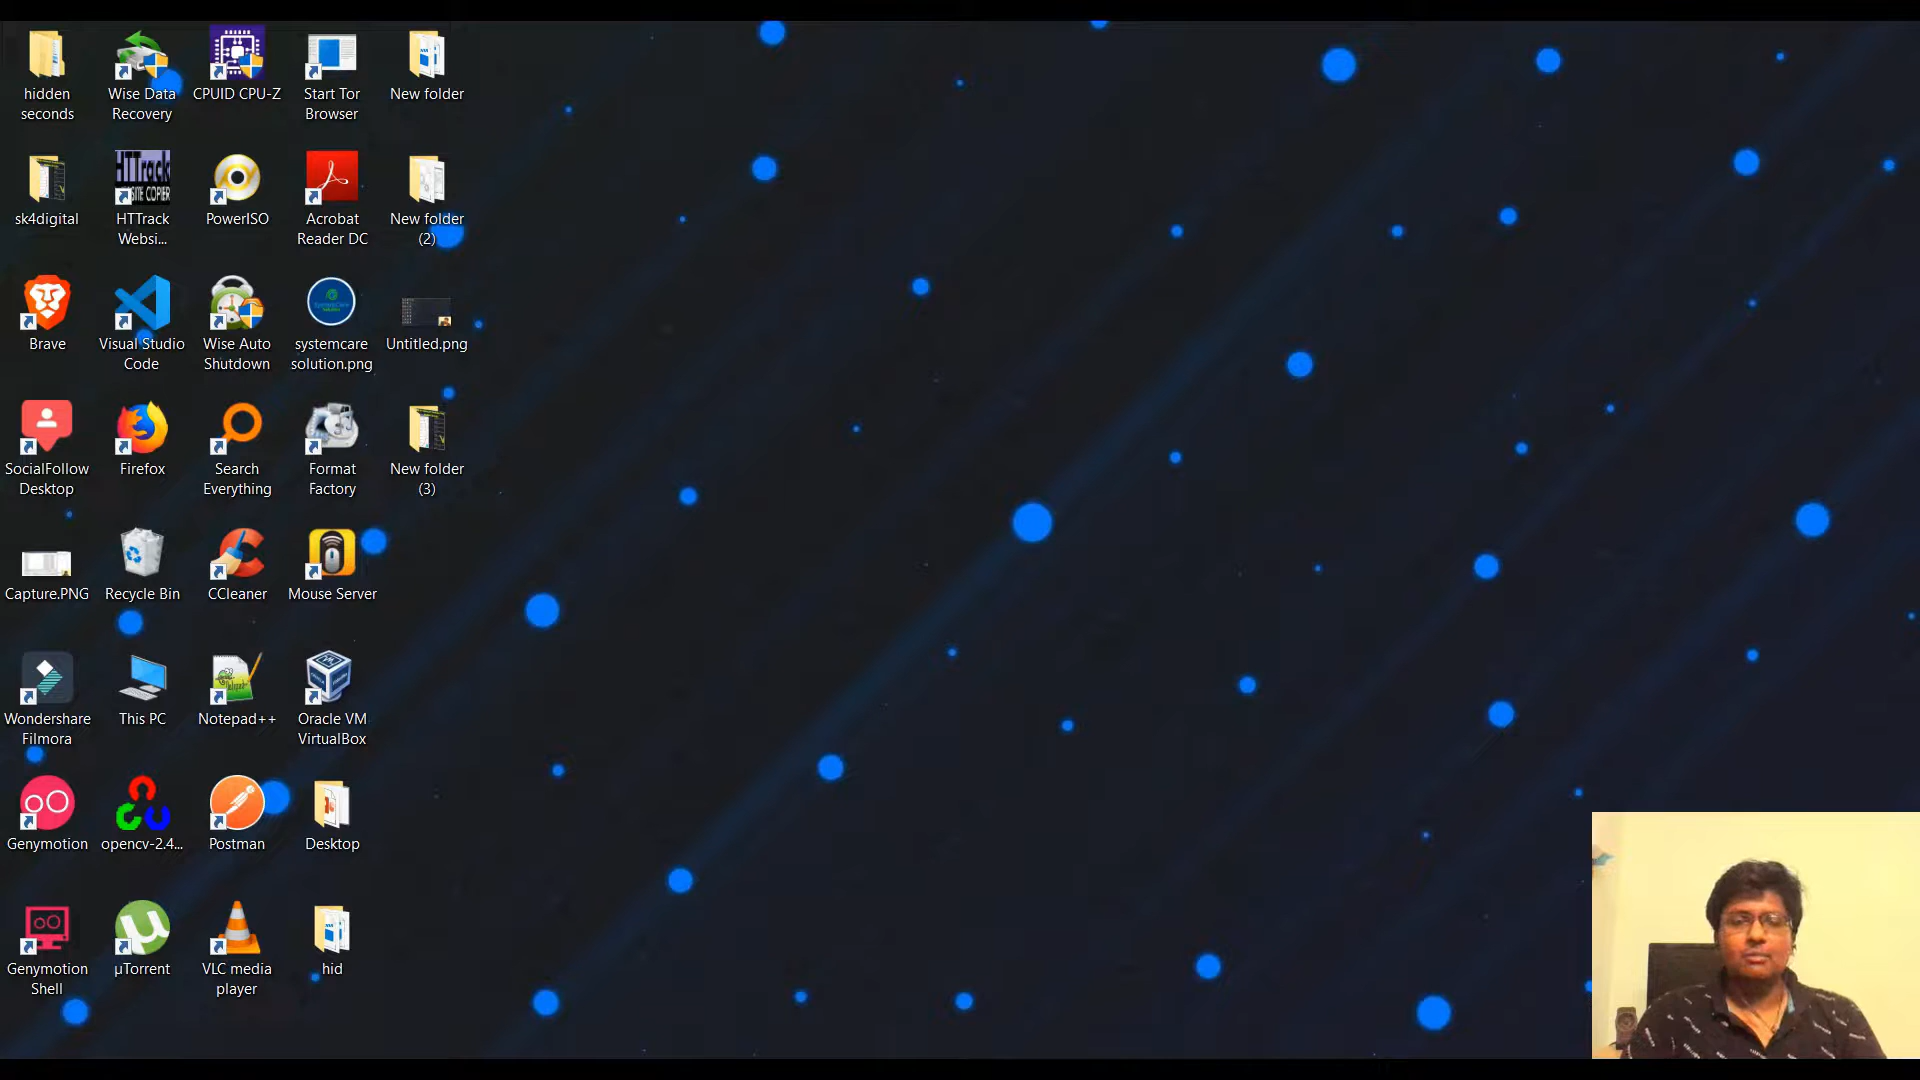 hidden
seconds
Wise Data
Recovery
CPUID CPU-Z
Start Tor
Browser
New folder
sk4digital
HTTrack
SITE COPIER
HTTrack
Websi...
PowerISO
Acrobat
Reader DC
New folder
(2)
Brave
Visual Studio
Code
Wise Auto
Shutdown
systemcare
solution.png
Untitled.png
SocialFollow
Desktop
Firefox
Search
Everything
Format
Factory
New folder
(3)
Capture.PNG
Recycle Bin
CCleaner
Mouse Server
Wondershare
Filmora
This PC
Notepad++
Oracle VM
VirtualBox
Genymotion
opencv-2.4...
Postman
Desktop
Genymotion
Shell
µTorrent
VLC media
player
hid